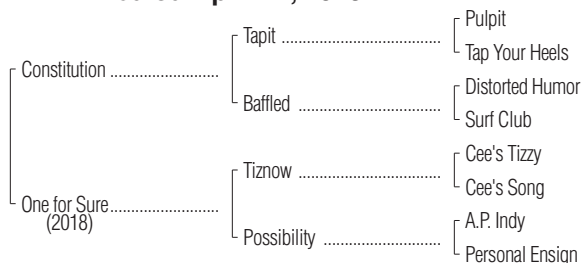 Pulpit
Tapit ........................................
Tap Your Heels
Constitution ...........................
Distorted Humor
Baffled ........................................
Surf Club
Cee's Tizzy
Tiznow ........................................
Cee's Song
One for Sure...........................
(2018)
A.P. Indy
Possibility ...............................
Personal Ensign